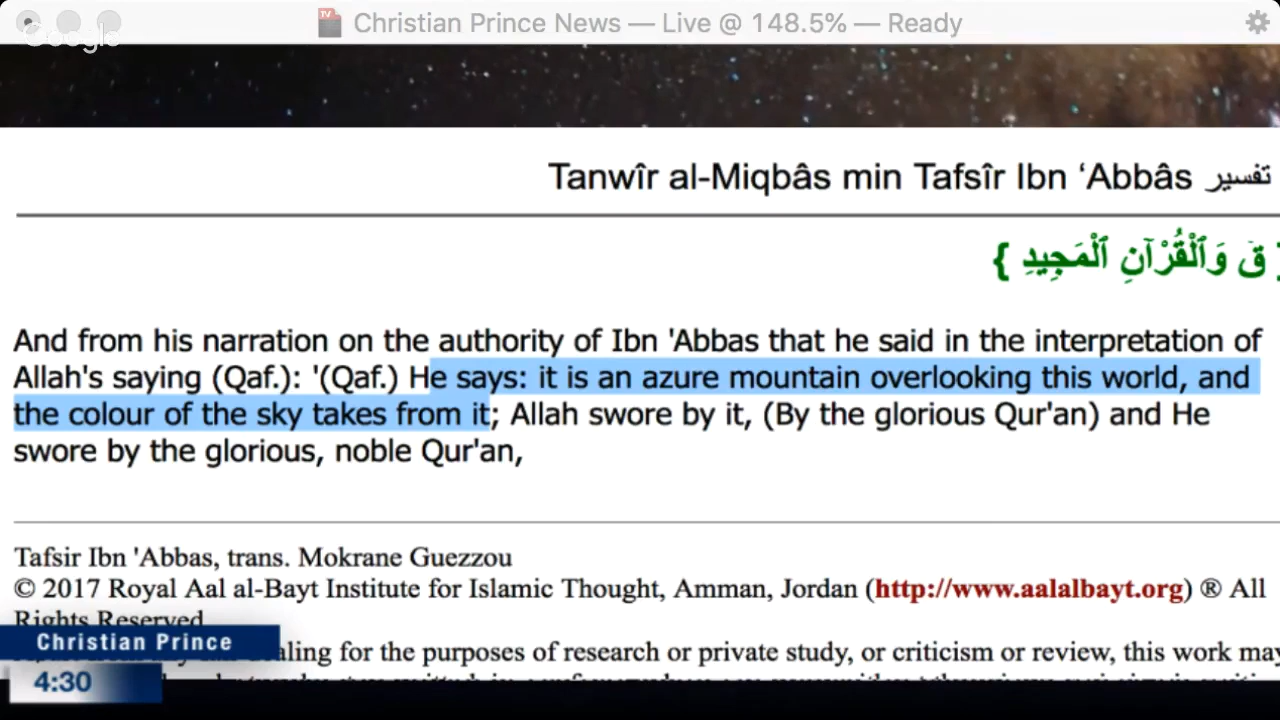 Google
TV
Christian Prince News — Live @ 148.5% — Ready
Tanwîr al-Miqbâs min Tafsîr Ibn ‘Abbâs تفسير
قۤ وَٱلْقُرْآنِ ٱلْمَجِيدِ }
And from his narration on the authority of Ibn 'Abbas that he said in the interpretation of
Allah's saying (Qaf.): '(Qaf.) He says: it is an azure mountain overlooking this world, and
the colour of the sky takes from it; Allah swore by it, (By the glorious Qur'an) and He
swore by the glorious, noble Qur'an,
Tafsir Ibn 'Abbas, trans. Mokrane Guezzou
© 2017 Royal Aal al-Bayt Institute for Islamic Thought, Amman, Jordan (http://www.aalalbayt.org) ® All
Rights Reserved
for the purposes of research or private study, or criticism or review, this work may
Christian Prince
4:30